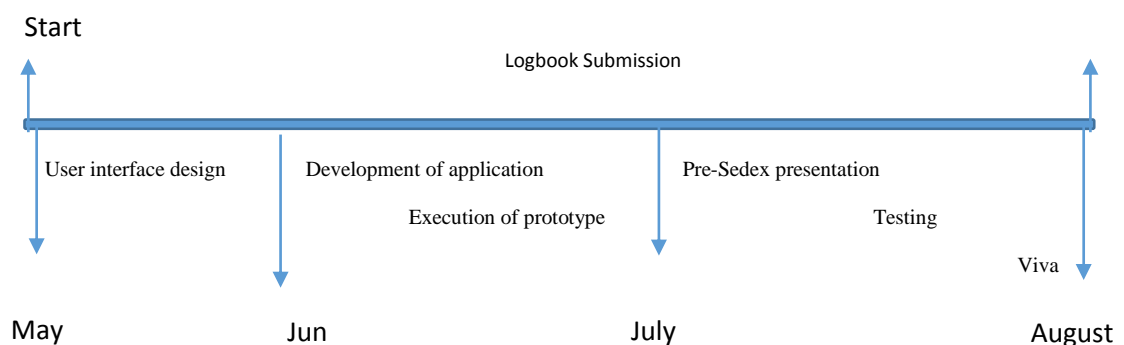 Start
Logbook Submission
User interface design
Development of application
Pre-Sedex presentation
Execution of prototype
Testing
Viva
May
Jun
July
August